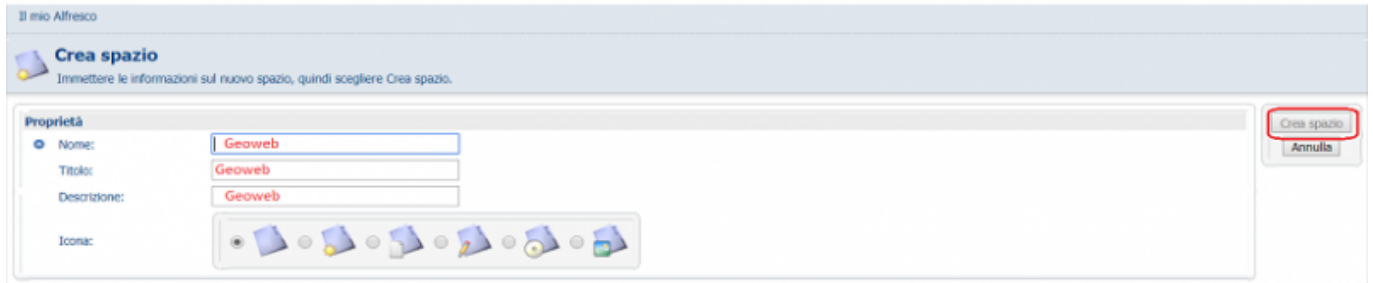 Il mio Alfresco
Crea spazio
Immettere le informazioni sul nuovo spazio, quindi scegliere Crea spazio.
Proprietà
Crea spazio
Nome: Geoweb
Annulla
Titolo: Geoweb
Descrizione: Geoweb
Icona: